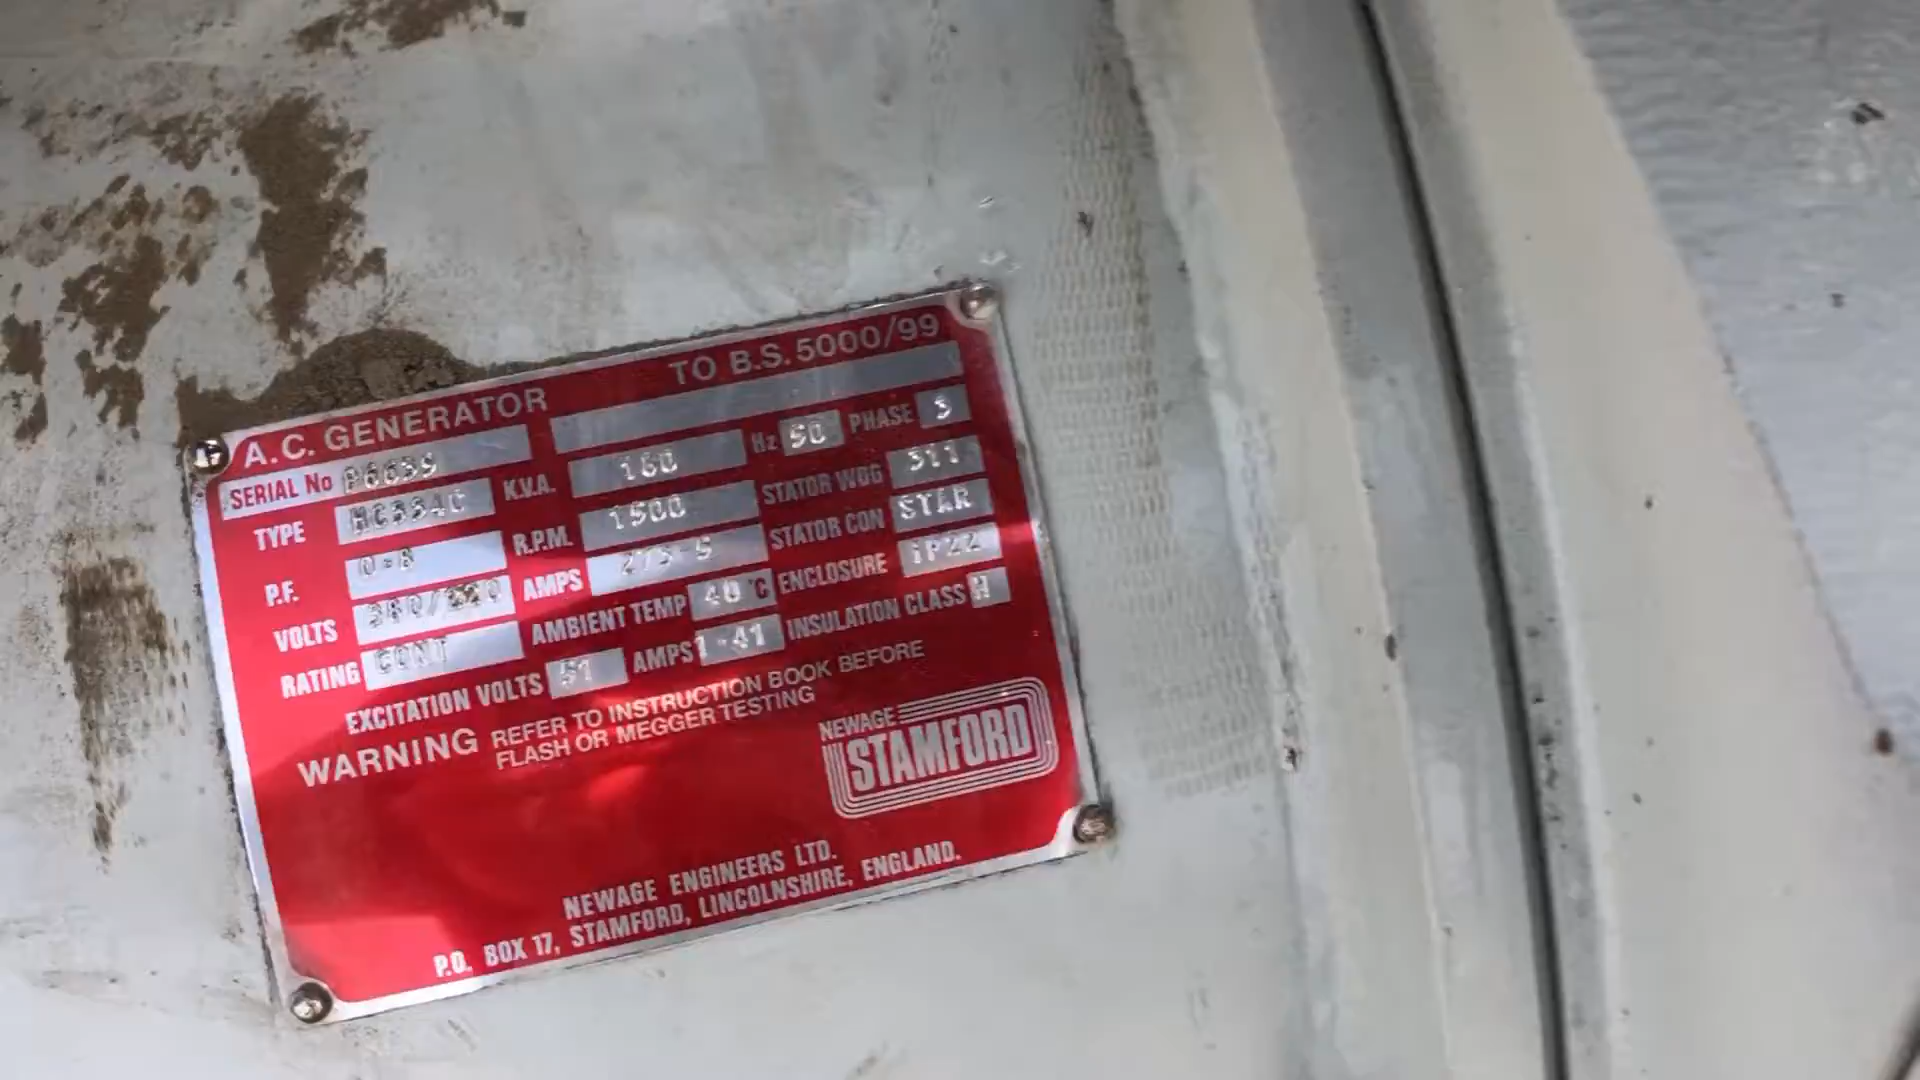 A.C. GENERATOR TO B.S. 5000/99
SERIAL No
TYPE K.V.A. 160 Hz 50 PHASE 3
P.F. 0-8 R.P.M. 1500 STATOR WDG 311
VOLTS 380/220 AMPS STATOR CON STAR
RATING CONT AMBIENT TEMP 40°C ENCLOSURE IP22
EXCITATION VOLTS AMPS 1-41 INSULATION CLASS H
WARNING REFER TO INSTRUCTION BOOK BEFORE
FLASH OR MEGGER TESTING
NEWAGE
STAMFORD
NEWAGE ENGINEERS LTD.
P.O. BOX 17, STAMFORD, LINCOLNSHIRE, ENGLAND.